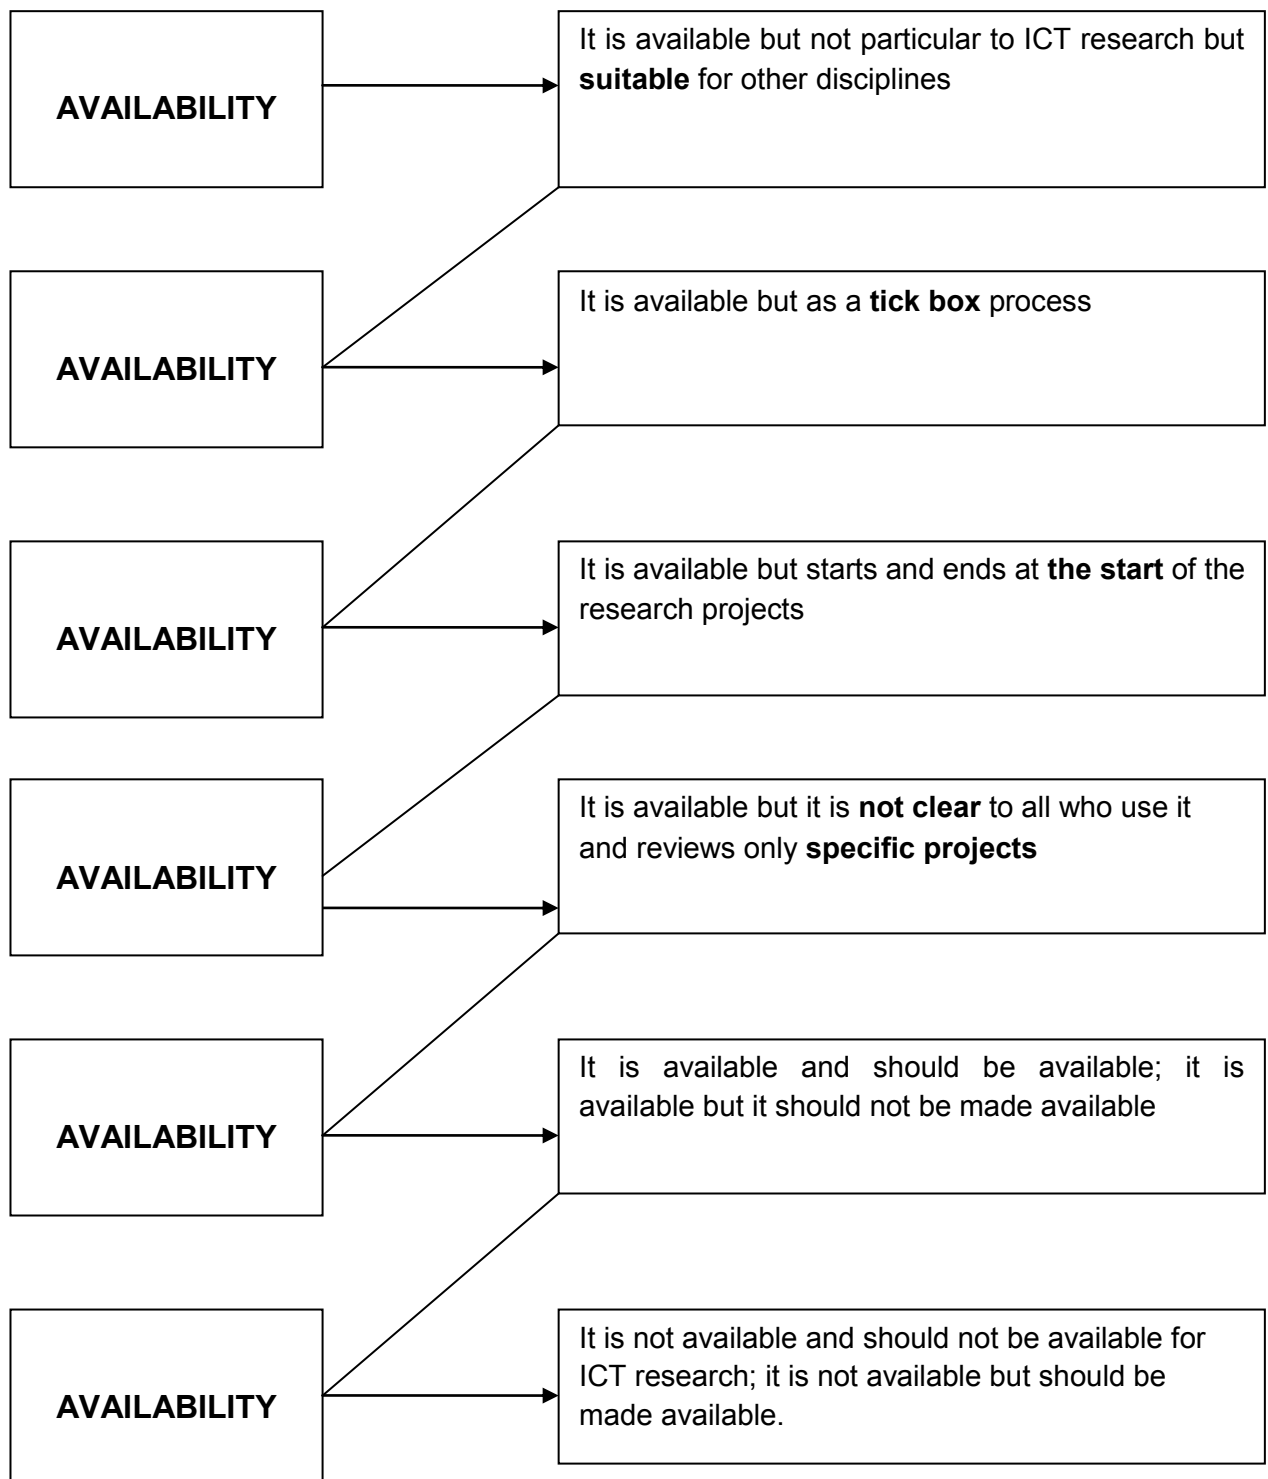 It is available but not particular to ICT research but
suitable for other disciplines
AVAILABILITY
It is available but as a tick box process
AVAILABILITY
It is available but starts and ends at the start of the
research projects
AVAILABILITY
It is available but it is not clear to all who use it
and reviews only specific projects
AVAILABILITY
It is available and should be available; it is
available but it should not be made available
AVAILABILITY
It is not available and should not be available for
ICT research; it is not available but should be
made available.
AVAILABILITY